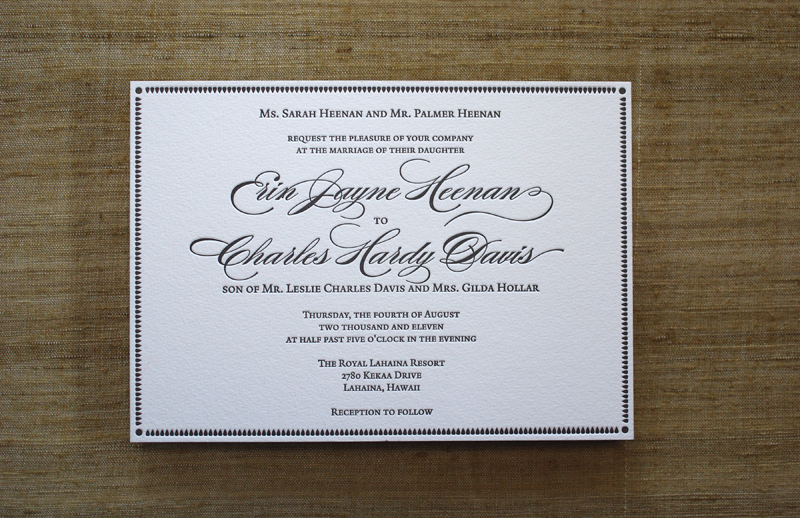 Ms. Sarah Heenan and Mr. Palmer Heenan
request the pleasure of your company
at the marriage of their daughter
Erin Jayne Heenan
to
Charles Hardy Davis
son of Mr. Leslie Charles Davis and Mrs. Gilda Hollar
Thursday, the fourth of August
two thousand and eleven
at half past five o'clock in the evening
The Royal Lahaina Resort
2780 Kekaa Drive
Lahaina, Hawaii
Reception to follow